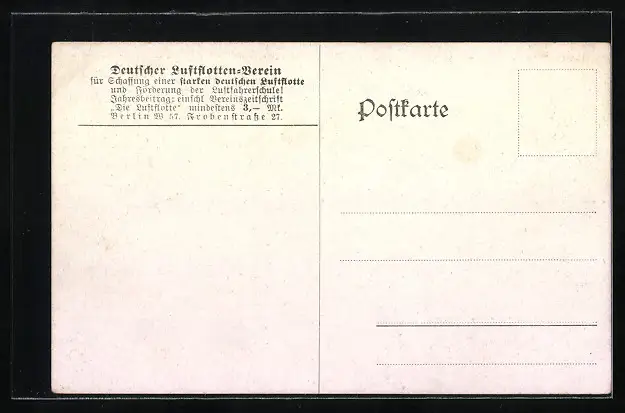 Deutscher Luftflotten-Verein
für Schaffung einer starken deutschen Luftflotte
und Förderung der Luftfahrerschule!
Jahresbeitrag: einschl Vereinszeitschrift
„Die Luftflotte" mindestens 3,— Mk.
Berlin W 57. Frobenstraße 27.
Postkarte